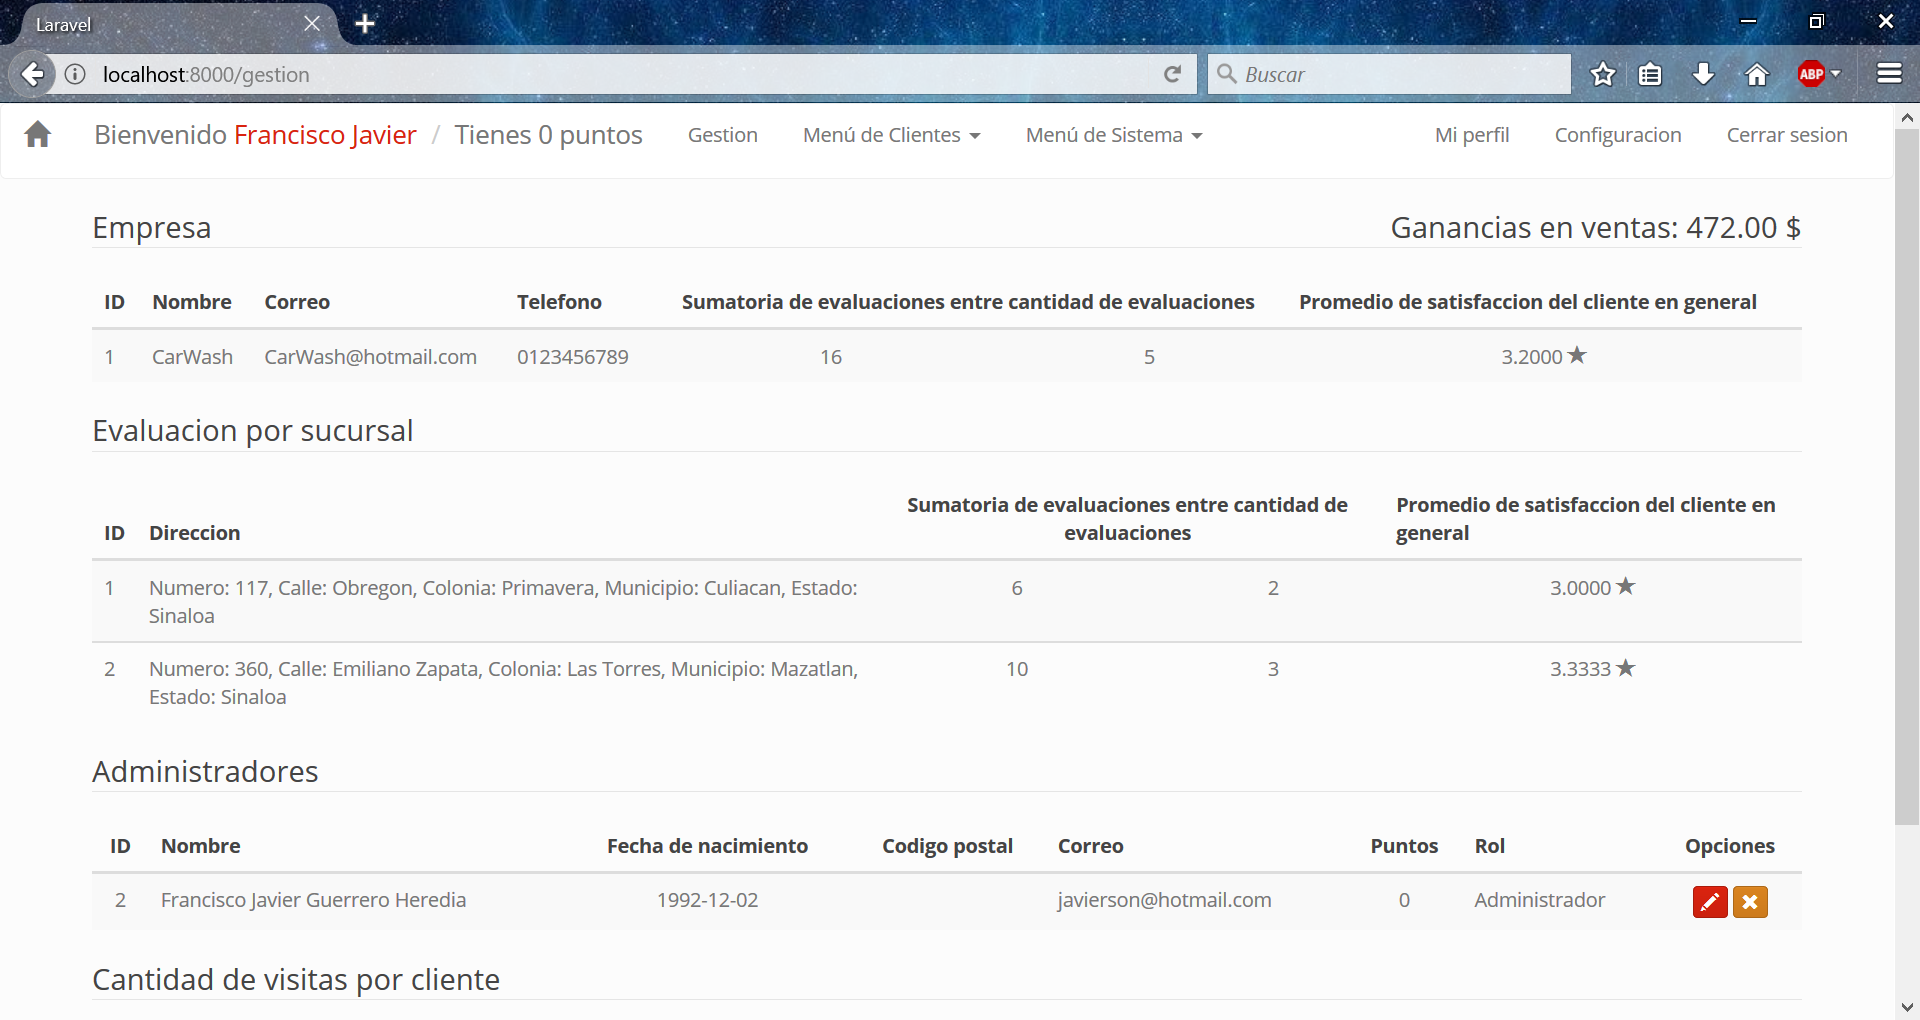 Laravel
localhost:8000/gestion
Buscar
ABP
Bienvenido Francisco Javier / Tienes 0 puntos Gestion Menú de Clientes Menú de Sistema Mi perfil Configuracion Cerrar sesion
Empresa Ganancias en ventas: 472.00 $
ID Nombre Correo Telefono Sumatoria de evaluaciones entre cantidad de evaluaciones Promedio de satisfaccion del cliente en general
1 CarWash CarWash@hotmail.com 0123456789 16 5 3.2000 ★
Evaluacion por sucursal
Sumatoria de evaluaciones entre cantidad de Promedio de satisfaccion del cliente en
ID Direccion evaluaciones general
1 Numero: 117, Calle: Obregon, Colonia: Primavera, Municipio: Culiacan, Estado: 6 2 3.0000 ★
Sinaloa
2 Numero: 360, Calle: Emiliano Zapata, Colonia: Las Torres, Municipio: Mazatlan, 10 3 3.3333 ★
Estado: Sinaloa
Administradores
ID Nombre Fecha de nacimiento Codigo postal Correo Puntos Rol Opciones
2 Francisco Javier Guerrero Heredia 1992-12-02 javierson@hotmail.com 0 Administrador
Cantidad de visitas por cliente